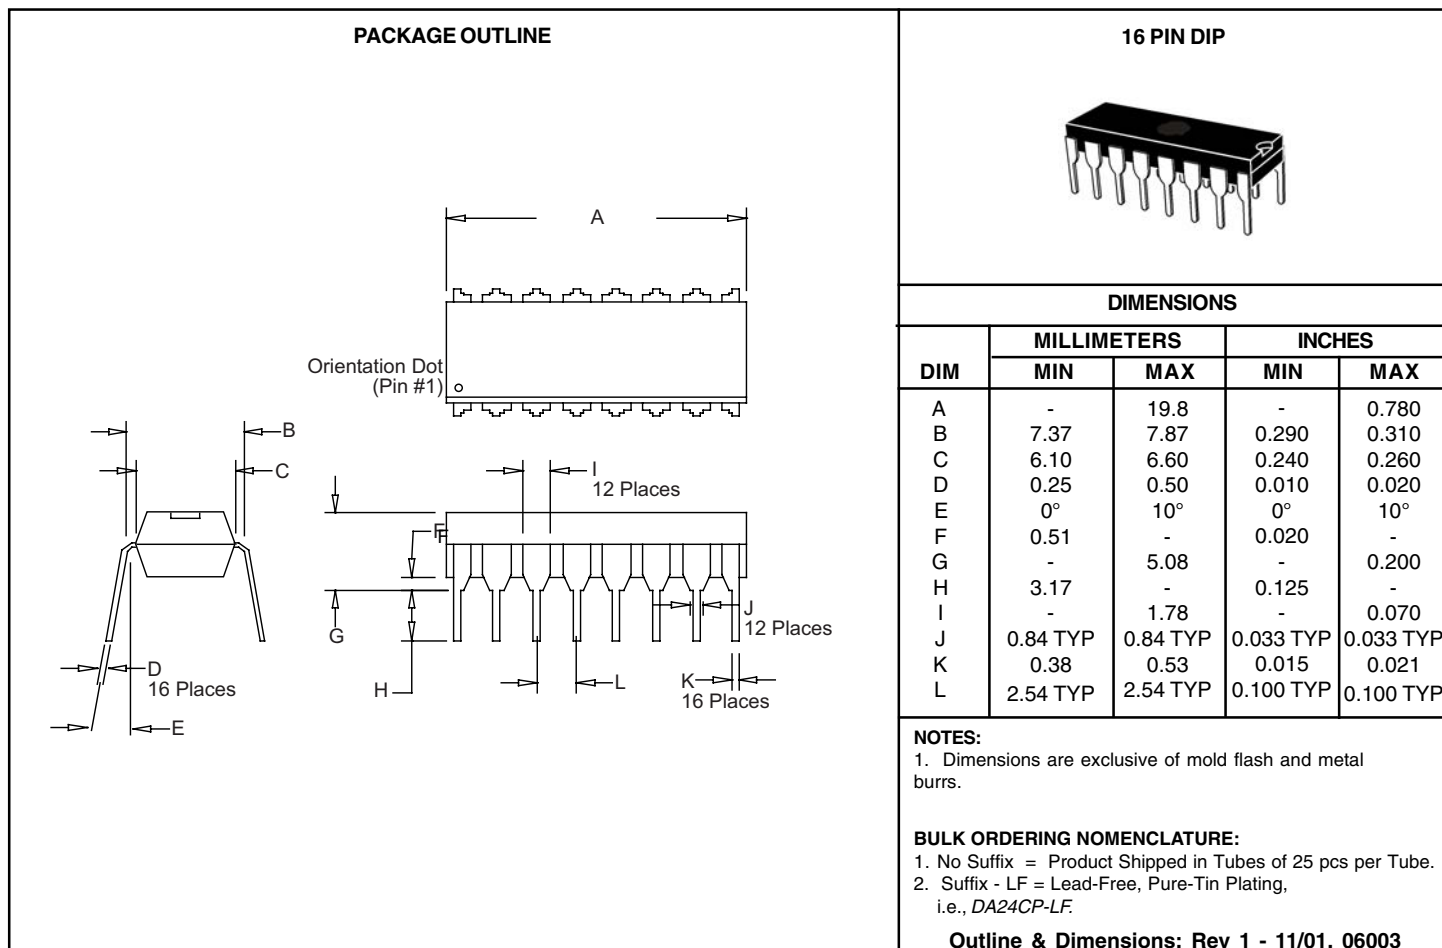 PACKAGE OUTLINE
A
Orientation Dot
(Pin #1)
B
C
I
12 Places
F
F
G
J
12 Places
D
16 Places
H
L
K
16 Places
E
16 PIN DIP
DIMENSIONS
MILLIMETERS INCHES
DIM MIN MAX MIN MAX
A - 19.8 - 0.780
B 7.37 7.87 0.290 0.310
C 6.10 6.60 0.240 0.260
D 0.25 0.50 0.010 0.020
E 0° 10° 0° 10°
F 0.51 - 0.020 -
G - 5.08 - 0.200
H 3.17 - 0.125 -
I - 1.78 - 0.070
J 0.84 TYP 0.84 TYP 0.033 TYP 0.033 TYP
K 0.38 0.53 0.015 0.021
L 2.54 TYP 2.54 TYP 0.100 TYP 0.100 TYP
NOTES:
1. Dimensions are exclusive of mold flash and metal
burrs.
BULK ORDERING NOMENCLATURE:
1. No Suffix = Product Shipped in Tubes of 25 pcs per Tube.
2. Suffix - LF = Lead-Free, Pure-Tin Plating,
i.e., DA24CP-LF.
Outline & Dimensions: Rev 1 - 11/01, 06003